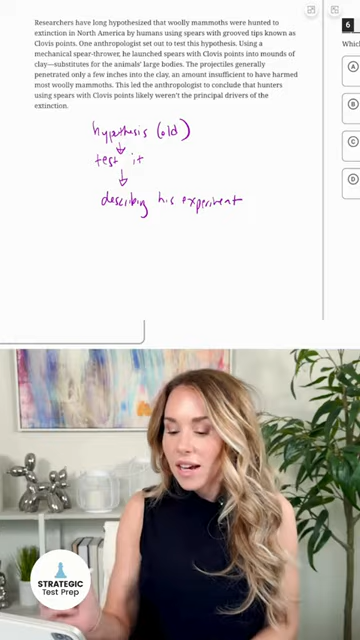 Researchers have long hypothesized that woolly mammoths were hunted to
extinction in North America by humans using spears with grooved tips known as
Clovis points. One anthropologist set out to test this hypothesis. Using a
mechanical spear-thrower, he launched spears with Clovis points into mounds of
clay—substitutes for the animals' large bodies. The projectiles generally
penetrated only a few inches into the clay, an amount insufficient to have harmed
most woolly mammoths. This led the anthropologist to conclude that hunters
using spears with Clovis points likely weren't the principal drivers of the
extinction.
hypothesis (old)
test it
describing his experiment
6
Which
A
B
C
D
STRATEGIC
Test Prep